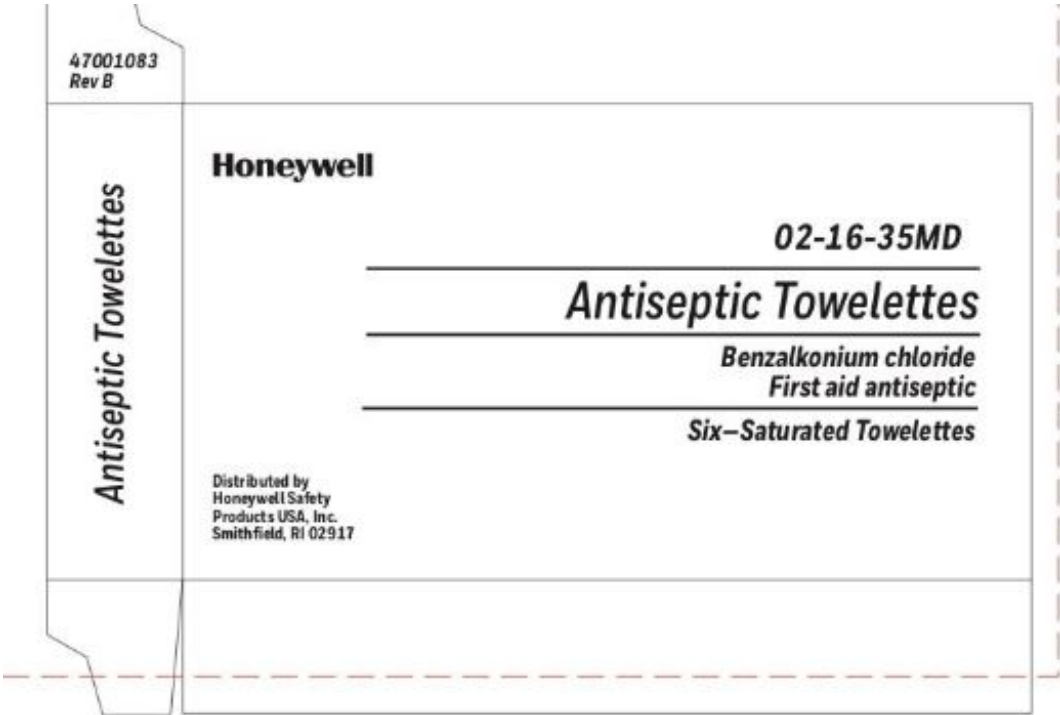 47001083
Rev B
Antiseptic Towelettes
Honeywell
02-16-35MD
Antiseptic Towelettes
Benzalkonium chloride
First aid antiseptic
Six–Saturated Towelettes
Distributed by
Honeywell Safety
Products USA, Inc.
Smithfield, RI 02917